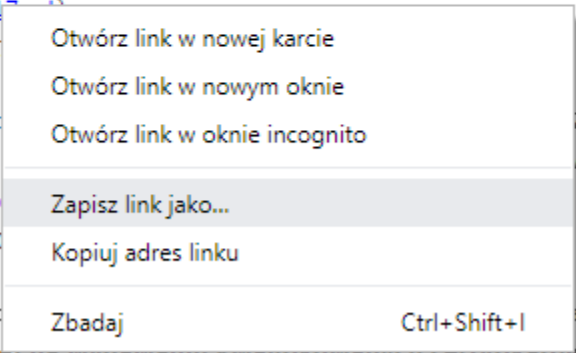 Otwórz link w nowej karcie
Otwórz link w nowym oknie
Otwórz link w oknie incognito
Zapisz link jako...
Kopiuj adres linku
Zbadaj Ctrl+Shift+I